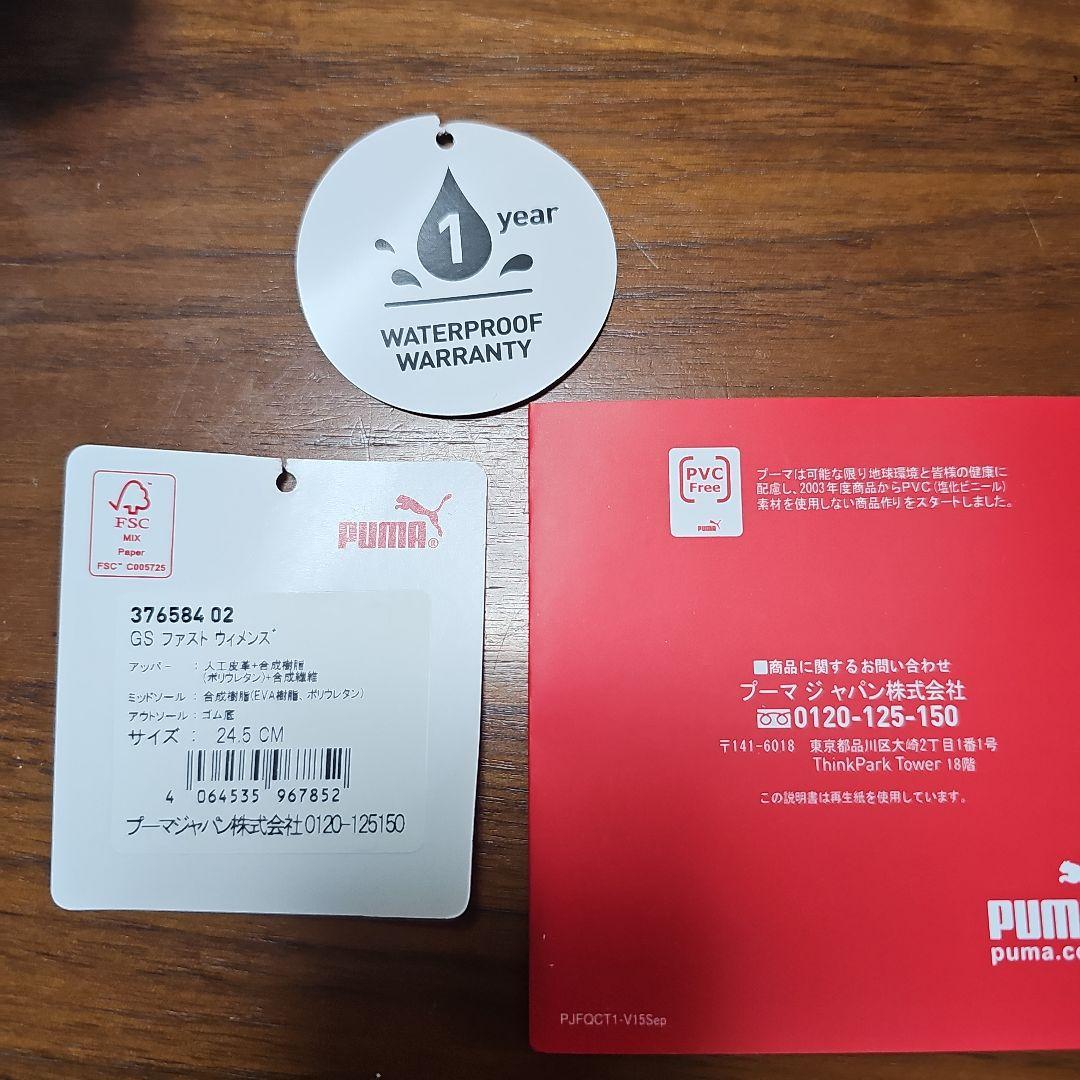 1 year
WATERPROOF
WARRANTY
FSC
MIX
Paper
FSC™ C005725
PUMA®
376584 02
GS ファスト ウィメンズ
アッパー : 人工皮革+合成樹脂
(ポリウレタン)+合成繊維
ミッドソール : 合成樹脂(EVA樹脂、ポリウレタン)
アウトソール : ゴム底
サイズ : 24.5 CM
4 064535 967852
プーマジャパン株式会社0120-125150
PVC
Free
PUMA
プーマは可能な限り地球環境と皆様の健康に
配慮し、2003年度商品からPVC(塩化ビニール)
素材を使用しない商品作りをスタートしました。
■商品に関するお問い合わせ
プーマ ジャパン株式会社
0120-125-150
〒141-6018 東京都品川区大崎2丁目1番1号
ThinkPark Tower 18階
この説明書は再生紙を使用しています。
PUM
puma.co
PJFQCT1-V15Sep